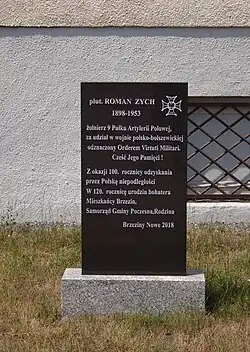 plut. ROMAN ZYCH
1898-1953
żołnierz 9 Pułku Artylerii Polowej,
za udział w wojnie polsko-bolszewickiej
odznaczony Orderem Virtuti Militari.
Cześć Jego Pamięci !
Z okazji 100. rocznicy odzyskania
przez Polskę niepodległości
W 120. rocznicę urodzin bohatera
Mieszkańcy Brzezin,
Samorząd Gminy Poczesna,Rodzina
Brzeziny Nowe 2018